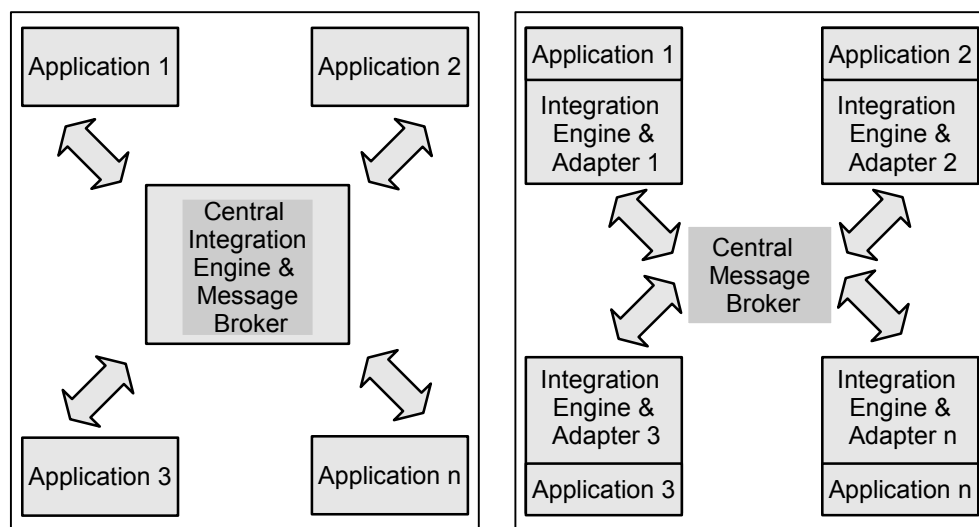 Application 1
Application 2
Central
Integration
Engine &
Message
Broker
Application 3
Application n
Application 1
Integration
Engine &
Adapter 1
Application 2
Integration
Engine &
Adapter 2
Central
Message
Broker
Integration
Engine &
Adapter 3
Application 3
Integration
Engine &
Adapter n
Application n